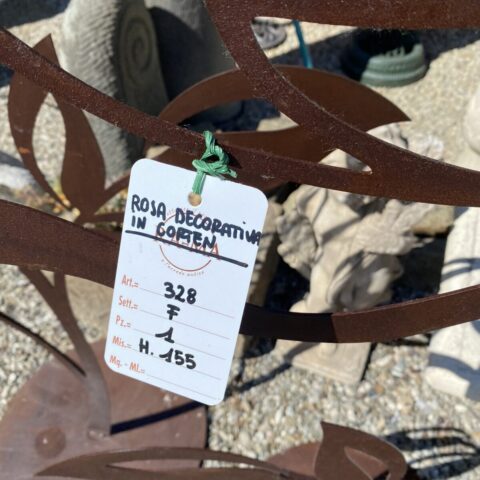 ROSA DECORATIVA
IN CORTEN
Art.= 328
Sett.= F
Pz.= 1
Mis.= H. 155
Mq. - Ml.=